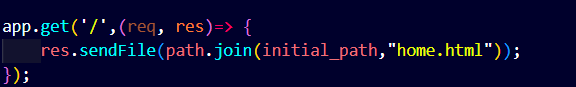 app.get('/',(req, res)=> {
    res.sendFile(path.join(initial_path,"home.html"));
});